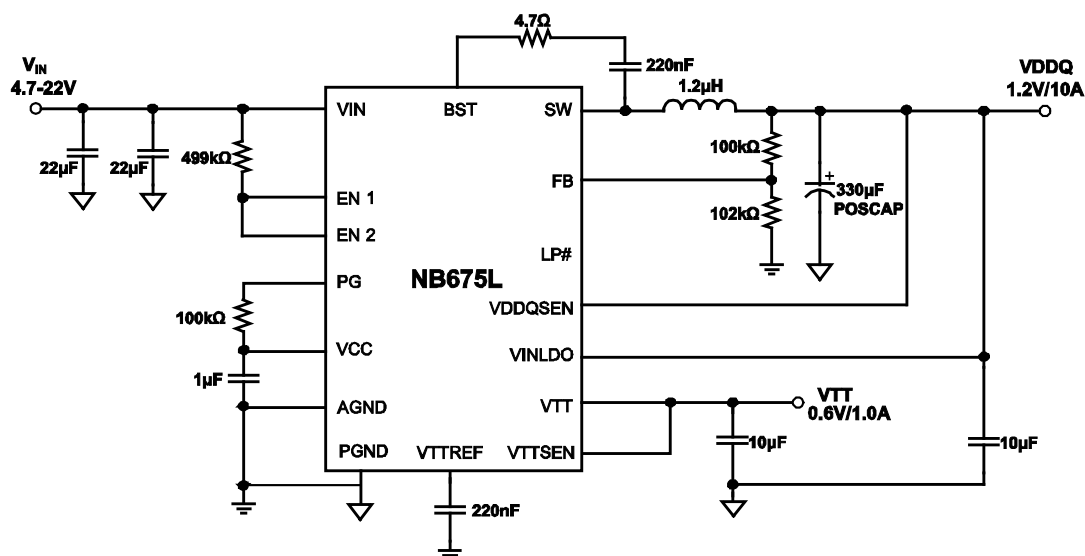 4.7Ω
220nF
V_IN
4.7-22V
VDDQ
1.2V/10A
1.2µH
VIN
BST
SW
22µF
22µF
499kΩ
100kΩ
FB
+
330µF
POSCAP
102kΩ
EN 1
EN 2
LP#
PG
NB675L
VDDQSEN
100kΩ
VCC
VINLDO
1µF
AGND
VTT
VTT
0.6V/1.0A
PGND
VTTREF
VTTSEN
10µF
10µF
220nF